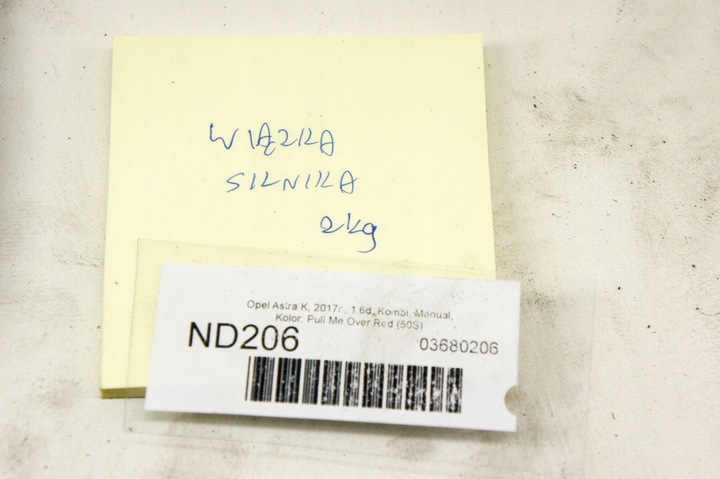 WIĄZKA
SILNIKA
2kg
Opel Astra K, 2017r., 1.6d, Kombi, Manual,
Kolor: Pull Me Over Red (50S)
ND206
03680206